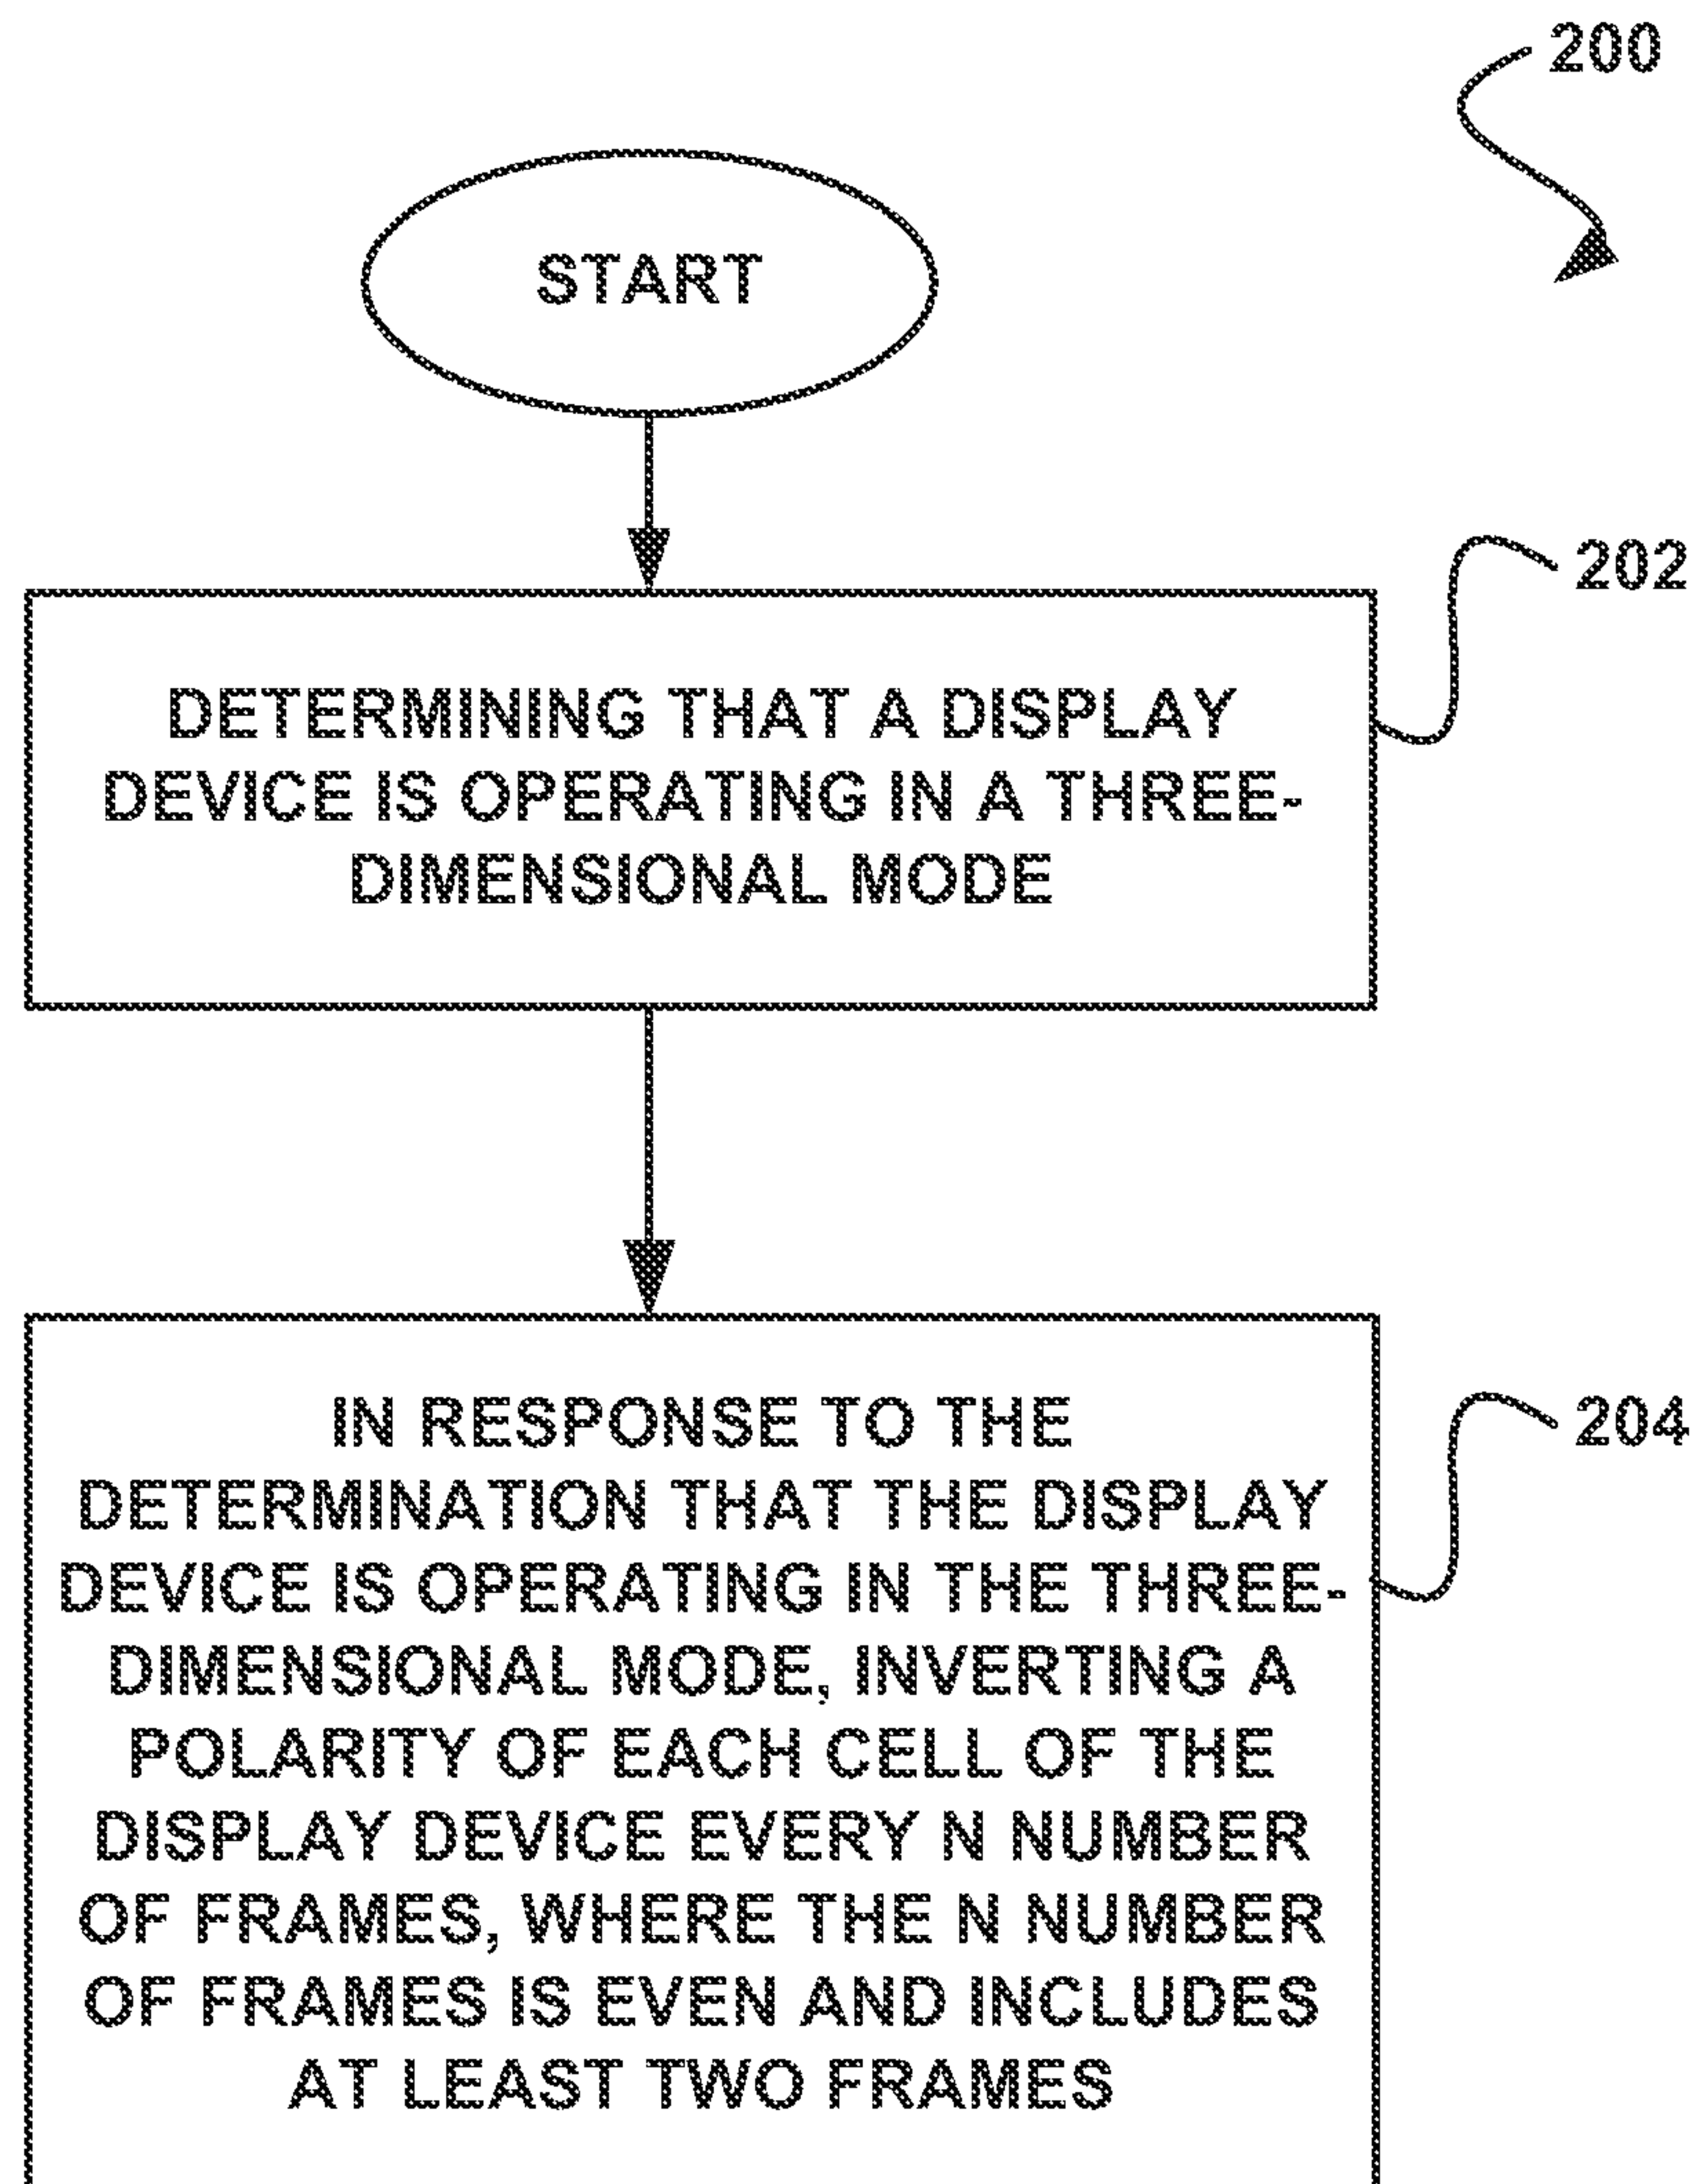 200
START
202
DETERMINING THAT A DISPLAY
DEVICE IS OPERATING IN A THREE-
DIMENSIONAL MODE
IN RESPONSE TO THE
204
DETERMINATION THAT THE DISPLAY
DEVICE IS OPERATING IN THE THREE-
DIMENSIONAL MODE, INVERTING A
POLARITY OF EACH CELL OF THE
DISPLAY DEVICE EVERY N NUMBER
OF FRAMES, WHERE THE N NUMBER
OF FRAMES IS EVEN AND INCLUDES
AT LEAST TWO FRAMES